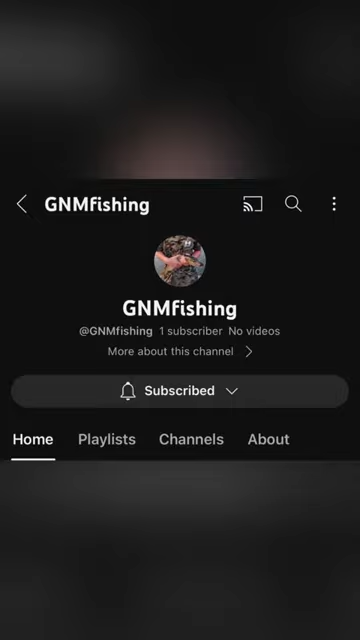 GNMfishing
GNMfishing
@GNMfishing 1 subscriber No videos
More about this channel
Subscribed
Home Playlists Channels About